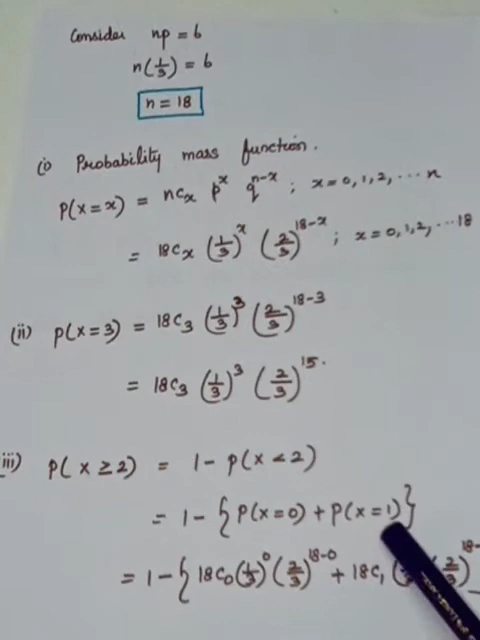 Consider np = 6
n(1/3) = 6
n = 18
(i) Probability mass function.
P(X=x) = nCx p^x q^(n-x) ; x=0,1,2,...n
= 18Cx (1/3)^x (2/3)^(18-x) ; x=0,1,2,...18
(ii) P(X=3) = 18C3 (1/3)^3 (2/3)^(18-3)
= 18C3 (1/3)^3 (2/3)^15.
iii) P(X≥2) = 1 - P(X<2)
= 1 - {P(X=0) + P(X=1)}
= 1 - {18C0 (1/3)^0 (2/3)^(18-0) + 18C1